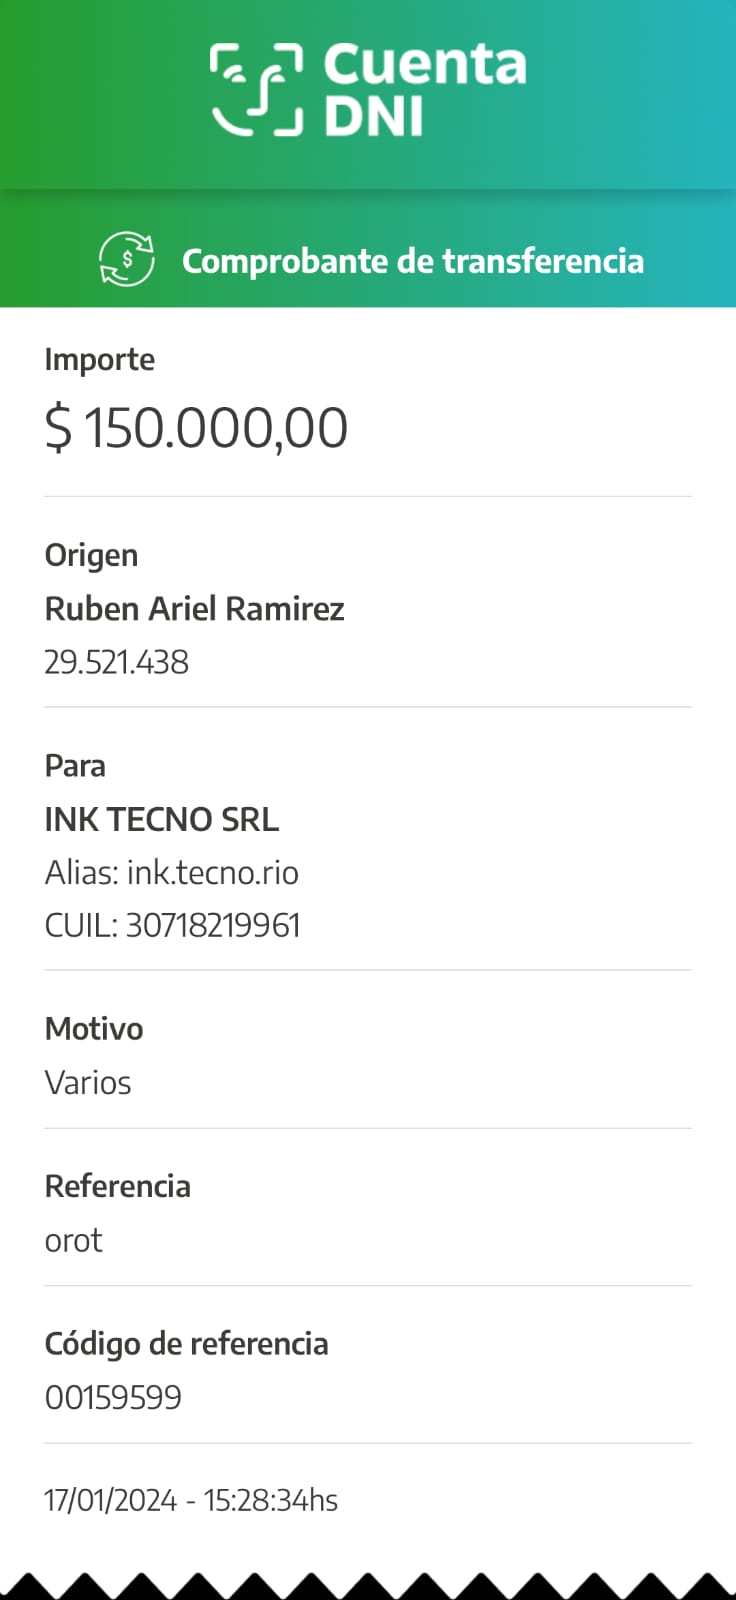 Cuenta
DNI
$
Comprobante de transferencia
Importe
$ 150.000,00
Origen
Ruben Ariel Ramirez
29.521.438
Para
INK TECNO SRL
Alias: ink.tecno.rio
CUIL: 30718219961
Motivo
Varios
Referencia
orot
Código de referencia
00159599
17/01/2024 - 15:28:34hs